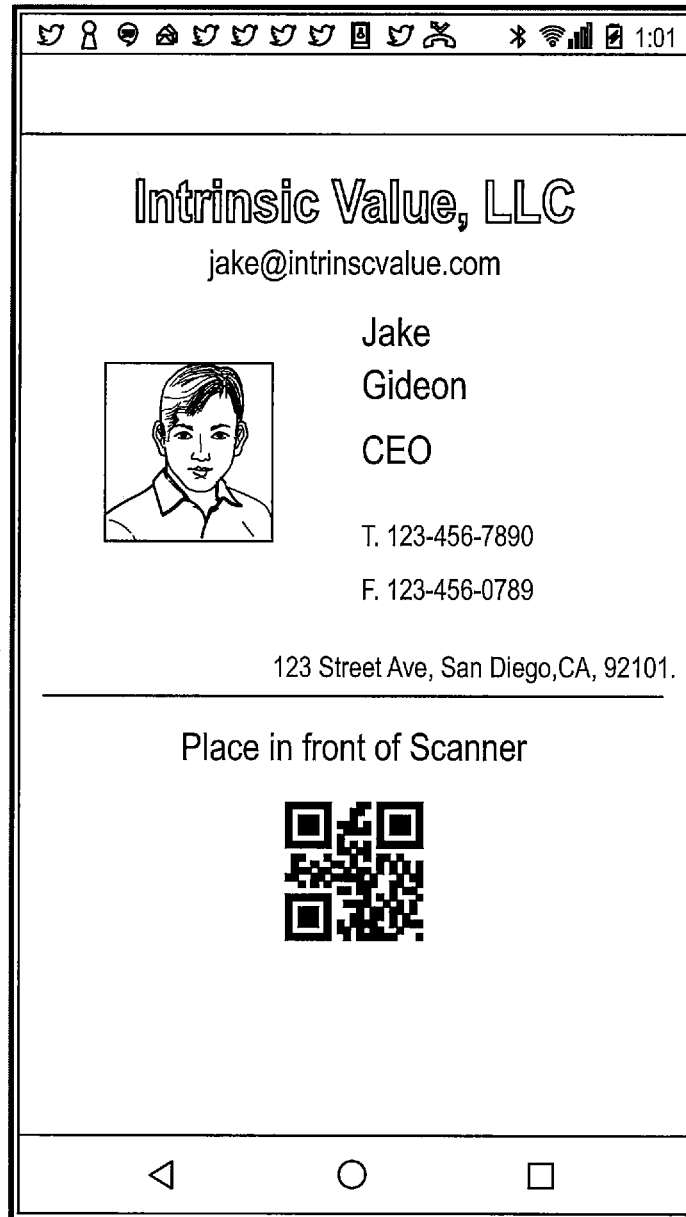 1:01
Intrinsic Value, LLC
jake@intrinscvalue.com
Jake
Gideon
CEO
T. 123-456-7890
F. 123-456-0789
123 Street Ave, San Diego,CA, 92101.
Place in front of Scanner